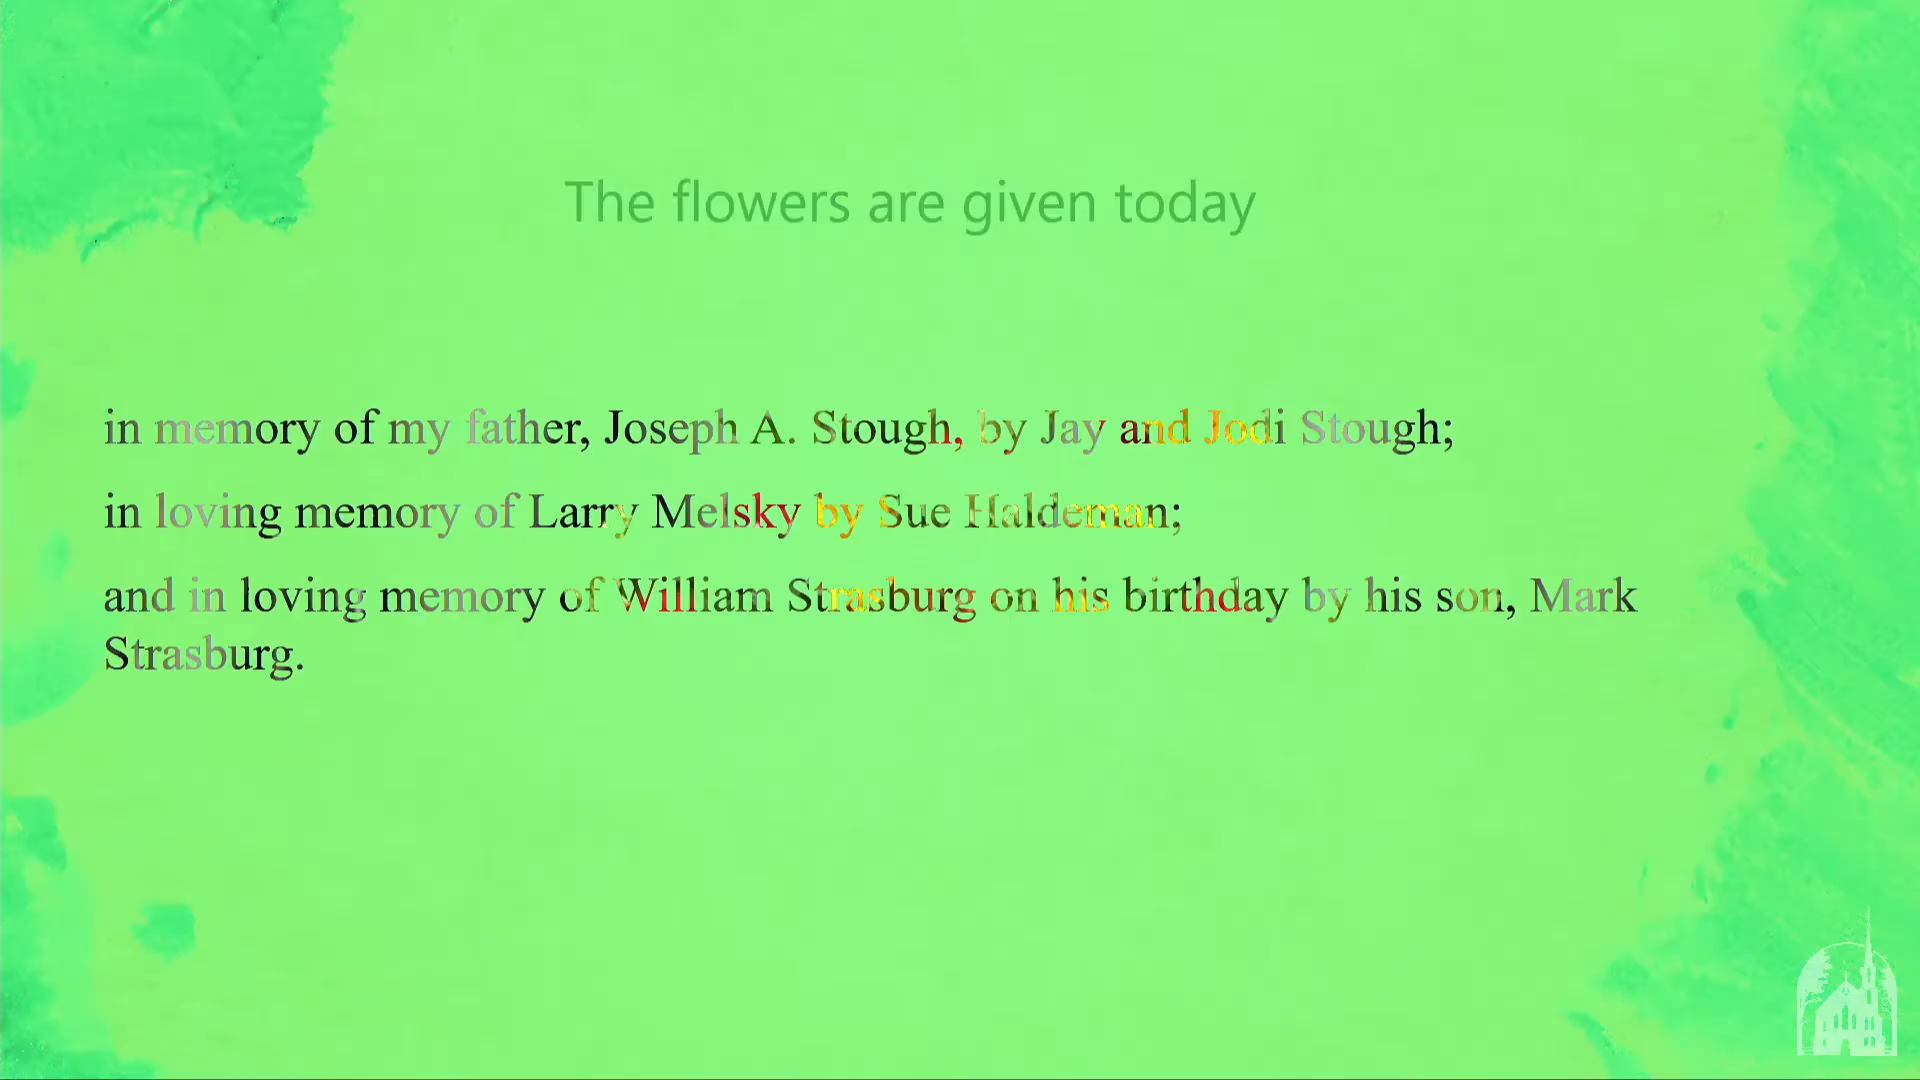 The flowers are given today
in memory of my father, Joseph A. Stough, by Jay and Jodi Stough;
in loving memory of Larry Melsky by Sue Haldeman;
and in loving memory of William Strasburg on his birthday by his son, Mark
Strasburg.